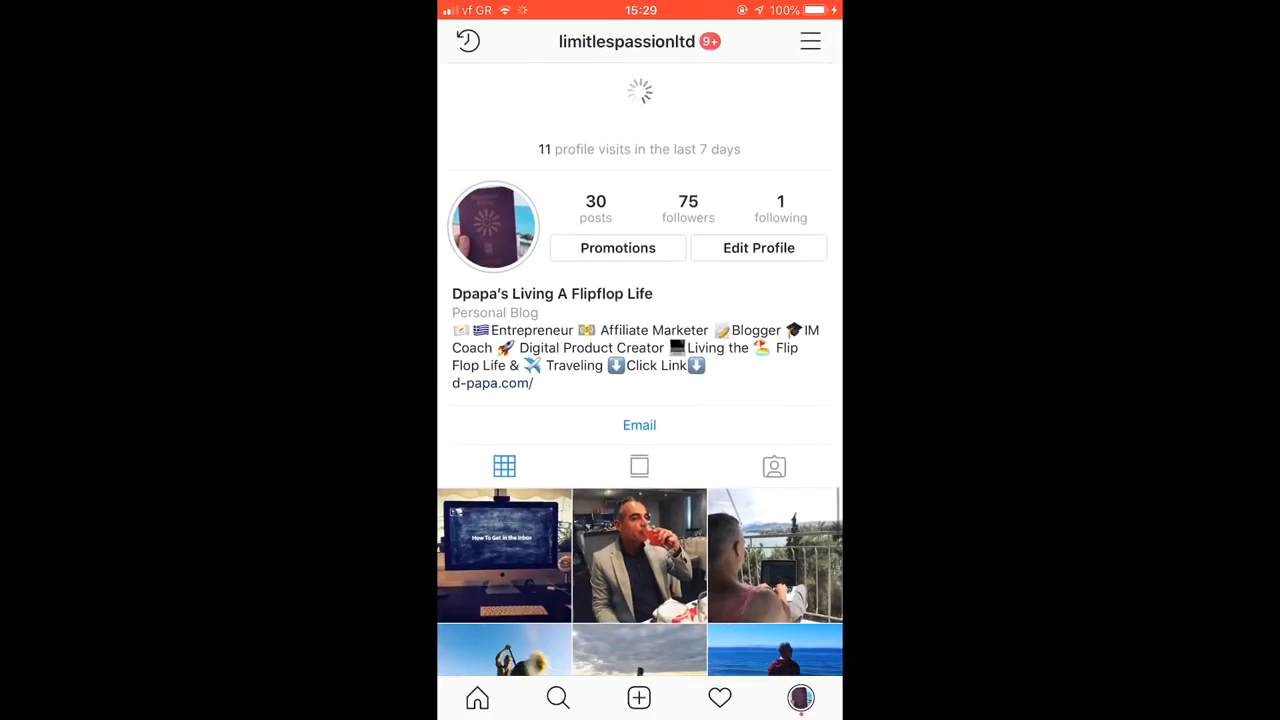 vf GR
15:29
100%
limitlespassionltd 9+
11 profile visits in the last 7 days
30
posts
75
followers
1
following
Promotions
Edit Profile
Dpapa’s Living A Flipflop Life
Personal Blog
Entrepreneur 💵 Affiliate Marketer 📝Blogger 🎓IM
Coach 🚀 Digital Product Creator 💻Living the 🏖 Flip
Flop Life & ✈️ Traveling ⬇️Click Link⬇️
d-papa.com/
Email
How To Get in the Inbox